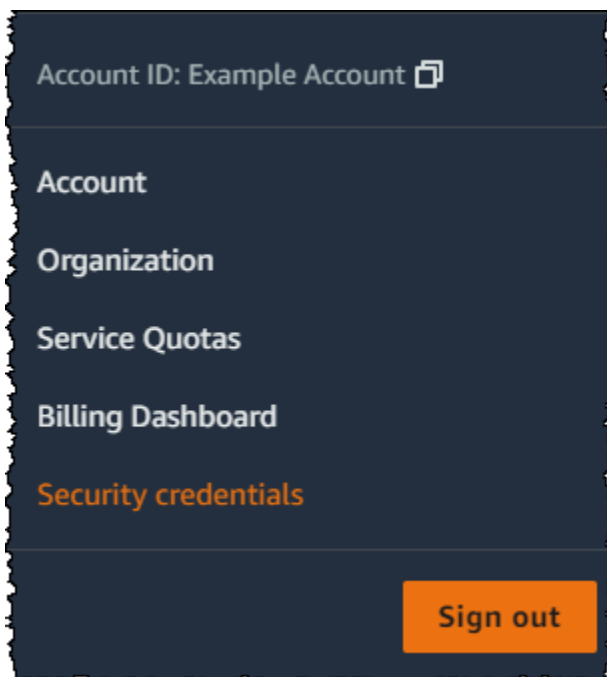 Account ID: Example Account
Account
Organization
Service Quotas
Billing Dashboard
Security credentials
Sign out